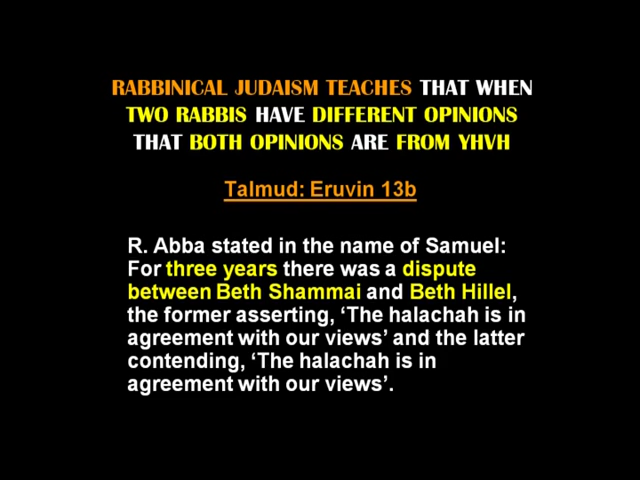 RABBINICAL JUDAISM TEACHES THAT WHEN
TWO RABBIS HAVE DIFFERENT OPINIONS
THAT BOTH OPINIONS ARE FROM YHVH
Talmud: Eruvin 13b
R. Abba stated in the name of Samuel:
For three years there was a dispute
between Beth Shammai and Beth Hillel,
the former asserting, ‘The halachah is in
agreement with our views’ and the latter
contending, ‘The halachah is in
agreement with our views’.